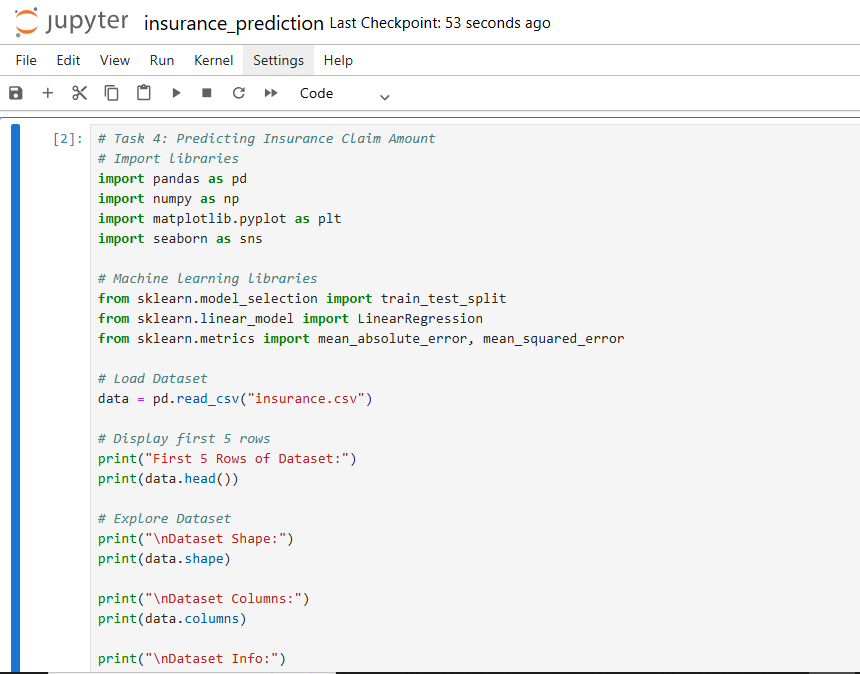 jupyter insurance_prediction Last Checkpoint: 53 seconds ago
File Edit View Run Kernel Settings Help
Code
[2]: # Task 4: Predicting Insurance Claim Amount
# Import libraries
import pandas as pd
import numpy as np
import matplotlib.pyplot as plt
import seaborn as sns
# Machine learning libraries
from sklearn.model_selection import train_test_split
from sklearn.linear_model import LinearRegression
from sklearn.metrics import mean_absolute_error, mean_squared_error
# Load Dataset
data = pd.read_csv("insurance.csv")
# Display first 5 rows
print("First 5 Rows of Dataset:")
print(data.head())
# Explore Dataset
print("\nDataset Shape:")
print(data.shape)
print("\nDataset Columns:")
print(data.columns)
print("\nDataset Info:")